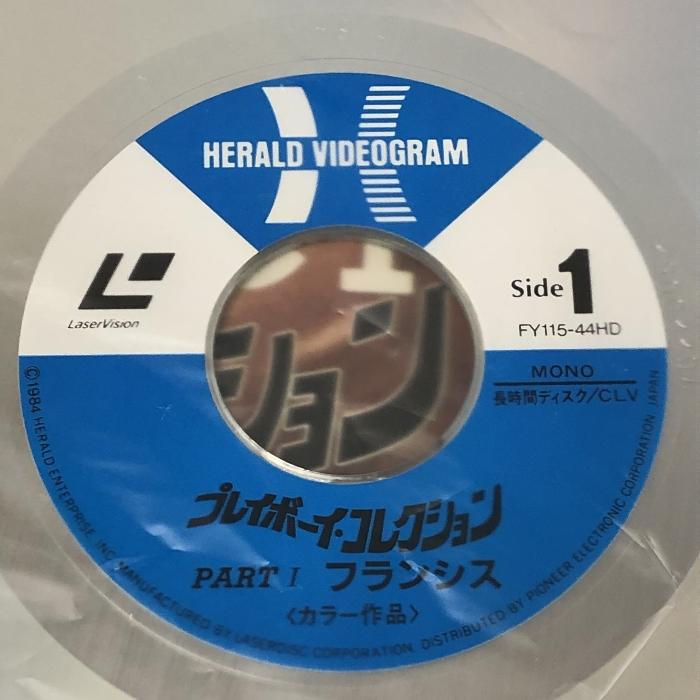 HERALD VIDEOGRAM
LaserVision
Side 1
FY115-44HD
MONO
長時間ディスク/CLV
ション
プレイボーイ・コレクション
PART I フランシス
〈カラー作品〉
©1984 HERALD ENTERPRISE, INC. MANUFACTURED BY LASERDISC CORPORATION. DISTRIBUTED BY PIONEER ELECTRONIC CORPORATION JAPAN